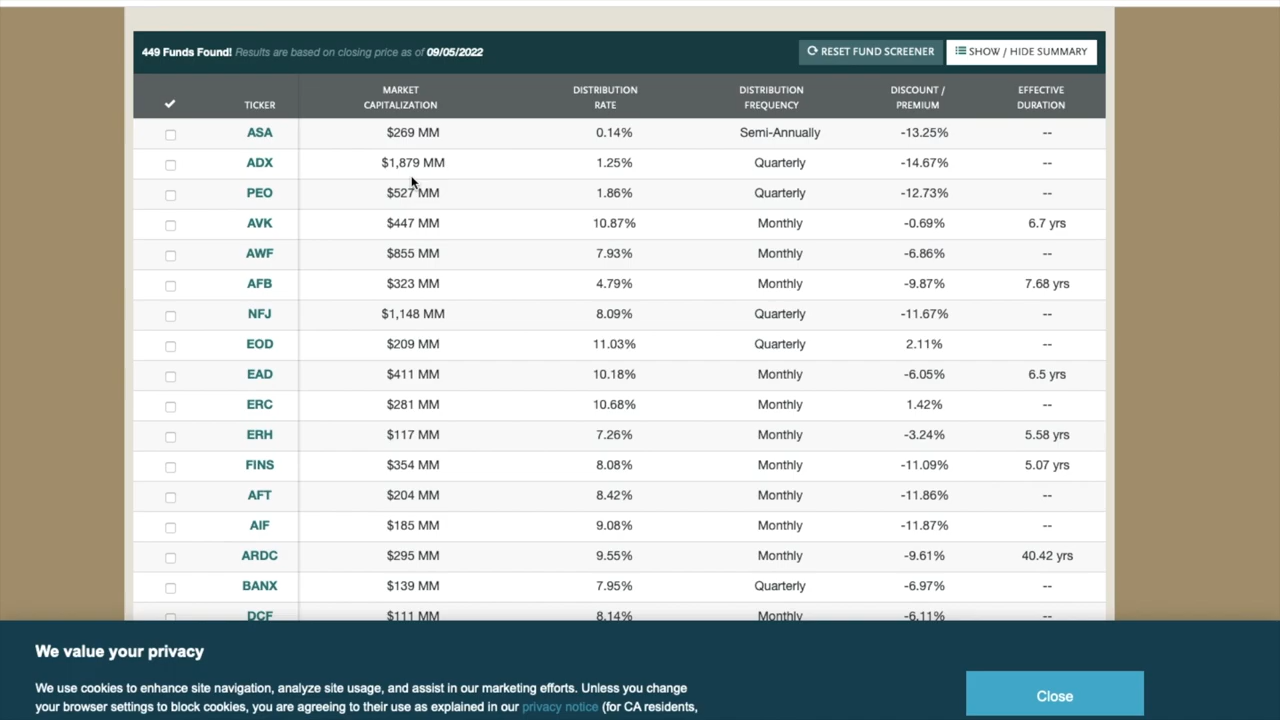 449 Funds Found! Results are based on closing price as of 09/05/2022
RESET FUND SCREENER
SHOW / HIDE SUMMARY
TICKER MARKET CAPITALIZATION DISTRIBUTION RATE DISTRIBUTION FREQUENCY DISCOUNT / PREMIUM EFFECTIVE DURATION
ASA $269 MM 0.14% Semi-Annually -13.25% --
ADX $1,879 MM 1.25% Quarterly -14.67% --
PEO $527 MM 1.86% Quarterly -12.73% --
AVK $447 MM 10.87% Monthly -0.69% 6.7 yrs
AWF $855 MM 7.93% Monthly -6.86% --
AFB $323 MM 4.79% Monthly -9.87% 7.68 yrs
NFJ $1,148 MM 8.09% Quarterly -11.67% --
EOD $209 MM 11.03% Quarterly 2.11% --
EAD $411 MM 10.18% Monthly -6.05% 6.5 yrs
ERC $281 MM 10.68% Monthly 1.42% --
ERH $117 MM 7.26% Monthly -3.24% 5.58 yrs
FINS $354 MM 8.08% Monthly -11.09% 5.07 yrs
AFT $204 MM 8.42% Monthly -11.86% --
AIF $185 MM 9.08% Monthly -11.87% --
ARDC $295 MM 9.55% Monthly -9.61% 40.42 yrs
BANX $139 MM 7.95% Quarterly -6.97% --
DCF $111 MM 8.14% Monthly -6.11% --
We value your privacy
We use cookies to enhance site navigation, analyze site usage, and assist in our marketing efforts. Unless you change
your browser settings to block cookies, you are agreeing to their use as explained in our privacy notice (for CA residents,
Close